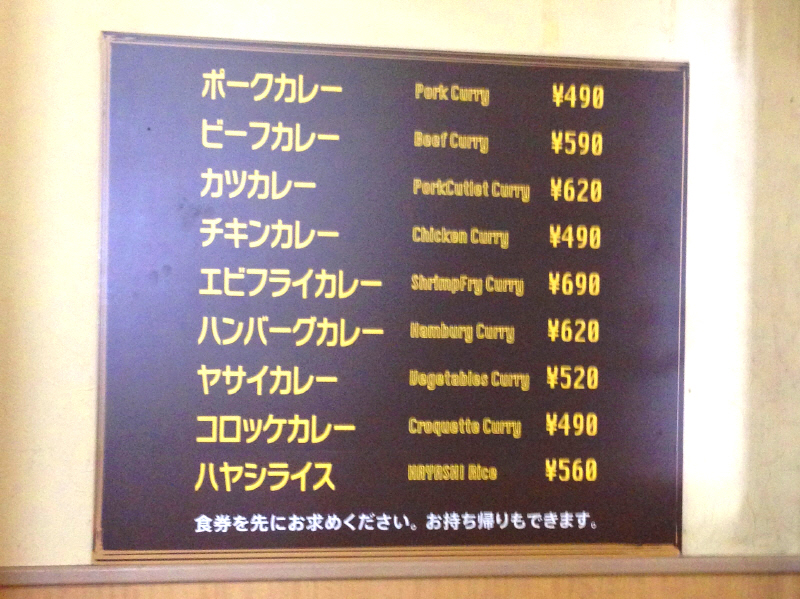 ポークカレー Pork Curry ¥490
ビーフカレー Beef Curry ¥590
カツカレー PorkCutlet Curry ¥620
チキンカレー Chicken Curry ¥490
エビフライカレー ShrimpFry Curry ¥690
ハンバーグカレー Hamburg Curry ¥620
ヤサイカレー Vegetables Curry ¥520
コロッケカレー Croquette Curry ¥490
ハヤシライス HAYASHI Rice ¥560
食券を先にお求めください。お持ち帰りもできます。